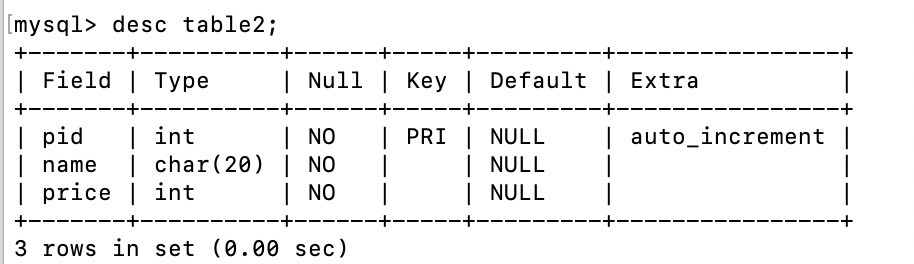 [mysql> desc table2;
+-------+----------+------+-----+---------+----------------+
| Field | Type     | Null | Key | Default | Extra          |
+-------+----------+------+-----+---------+----------------+
| pid   | int      | NO   | PRI | NULL    | auto_increment |
| name  | char(20) | NO   |     | NULL    |                |
| price | int      | NO   |     | NULL    |                |
+-------+----------+------+-----+---------+----------------+
3 rows in set (0.00 sec)